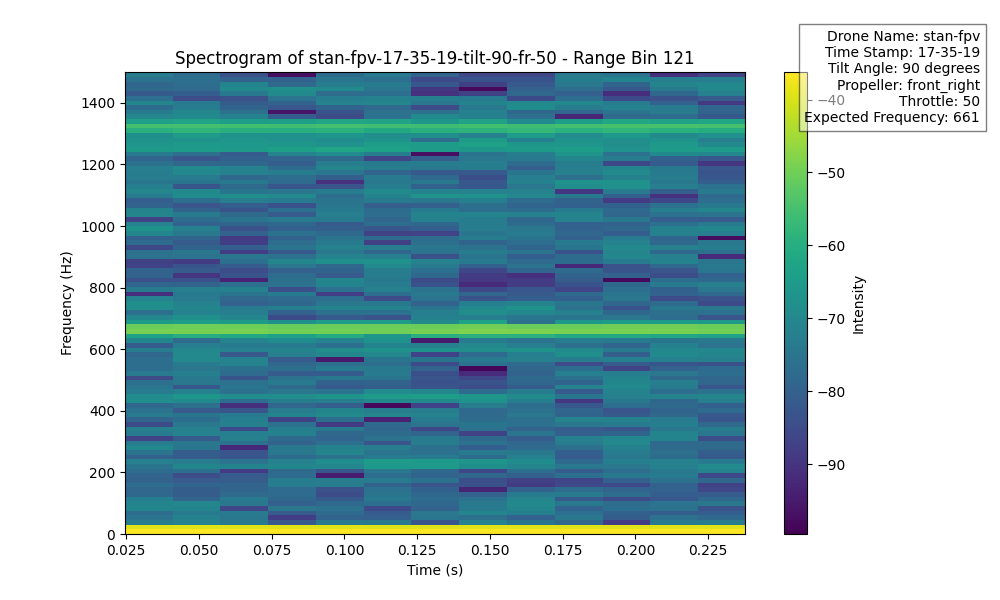 Drone Name: stan-fpv
Time Stamp: 17-35-19
Tilt Angle: 90 degrees
Propeller: front_right
Throttle: 50
Expected Frequency: 661
Spectrogram of stan-fpv-17-35-19-tilt-90-fr-50 - Range Bin 121
Frequency (Hz)
1400
1200
1000
800
600
400
200
0
0.025
0.050
0.075
0.100
0.125
0.150
0.175
0.200
0.225
Time (s)
−40
−50
−60
−70
−80
−90
Intensity